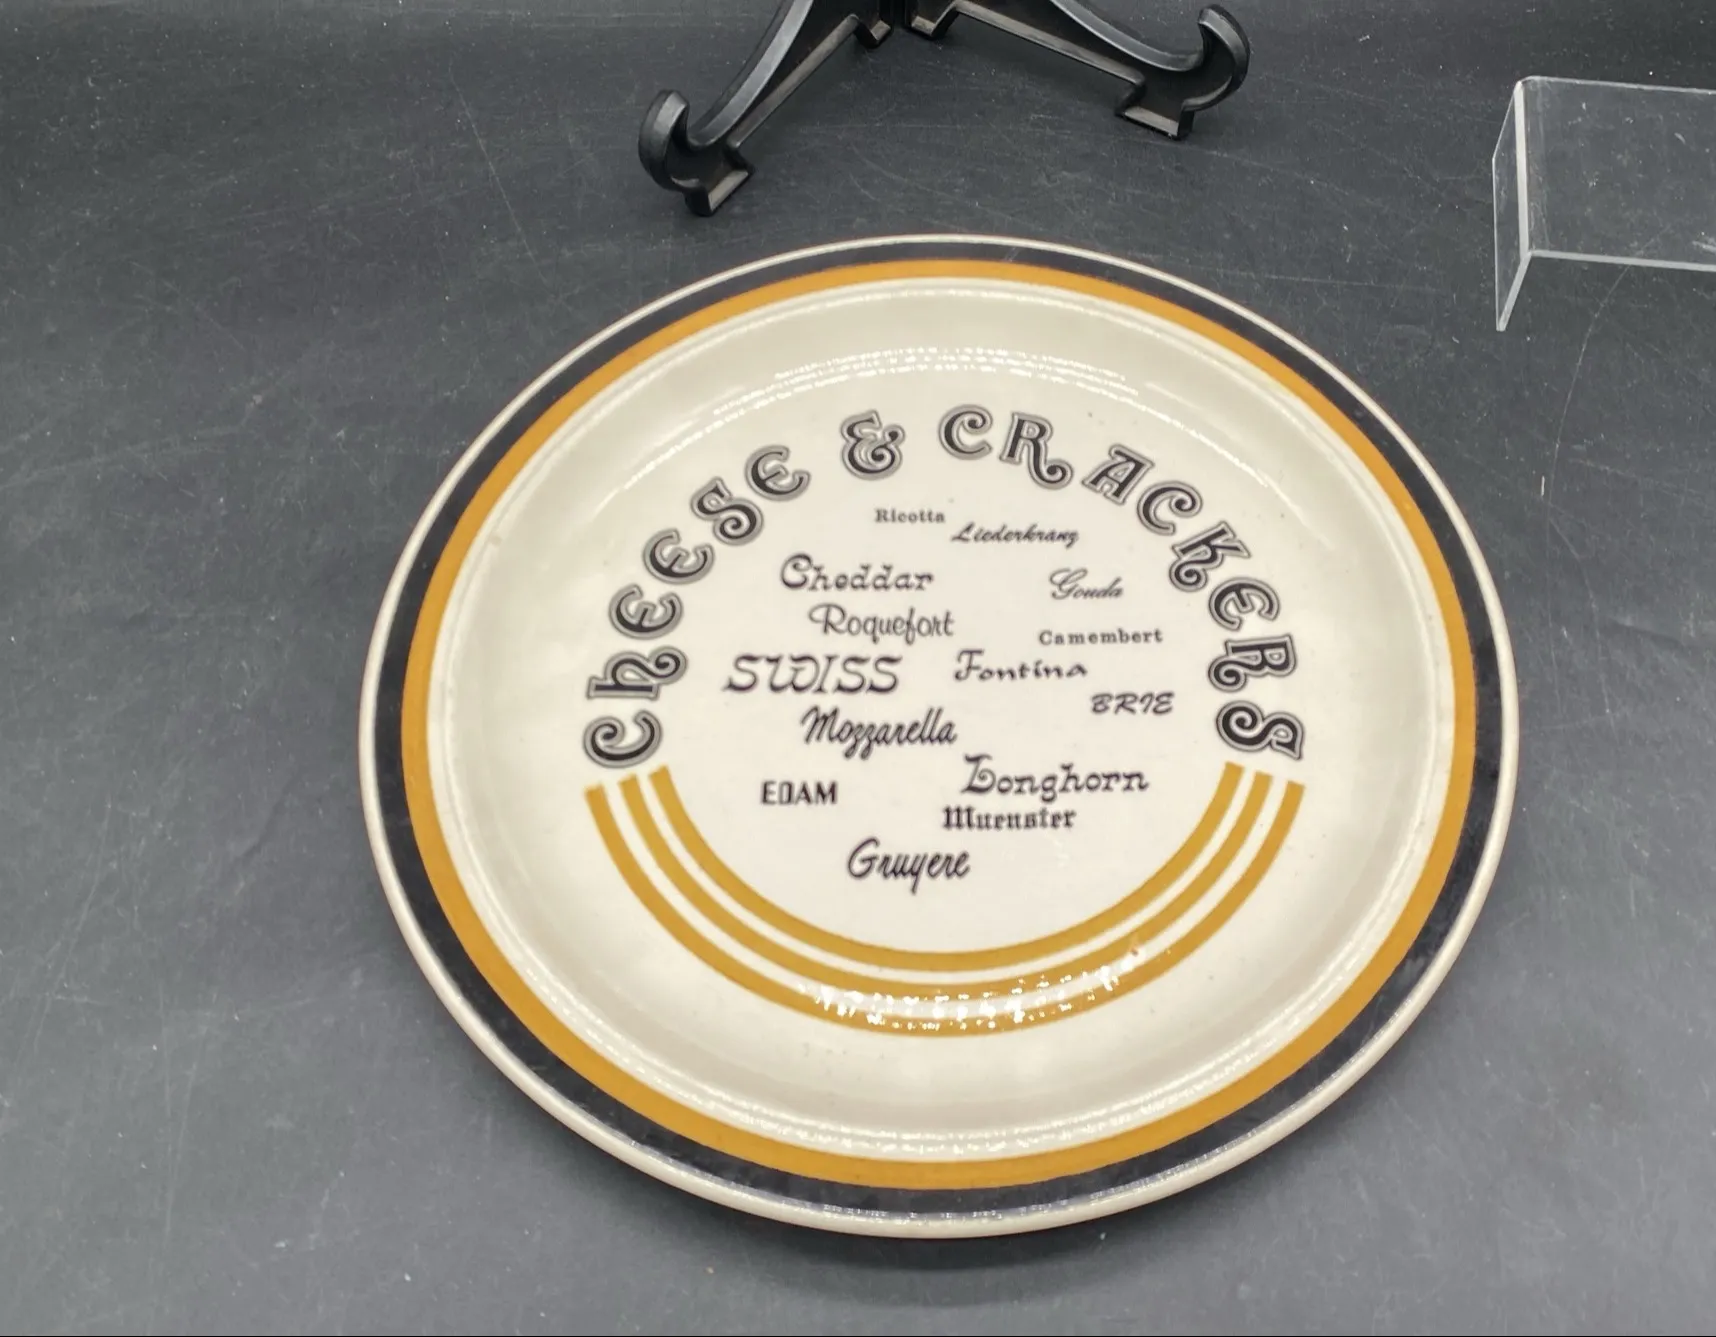 CHEESE & CRACKERS
Ricotta
Liederkranz
Cheddar
Gouda
Roquefort
Camembert
SWISS
Fontina
BRIE
Mozzarella
Longhorn
EDAM
Muenster
Gruyere